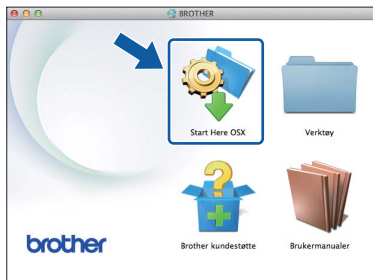 BROTHER
Start Here OSX
Verktøy
Brother kundestøtte
Brukermanualer
brother